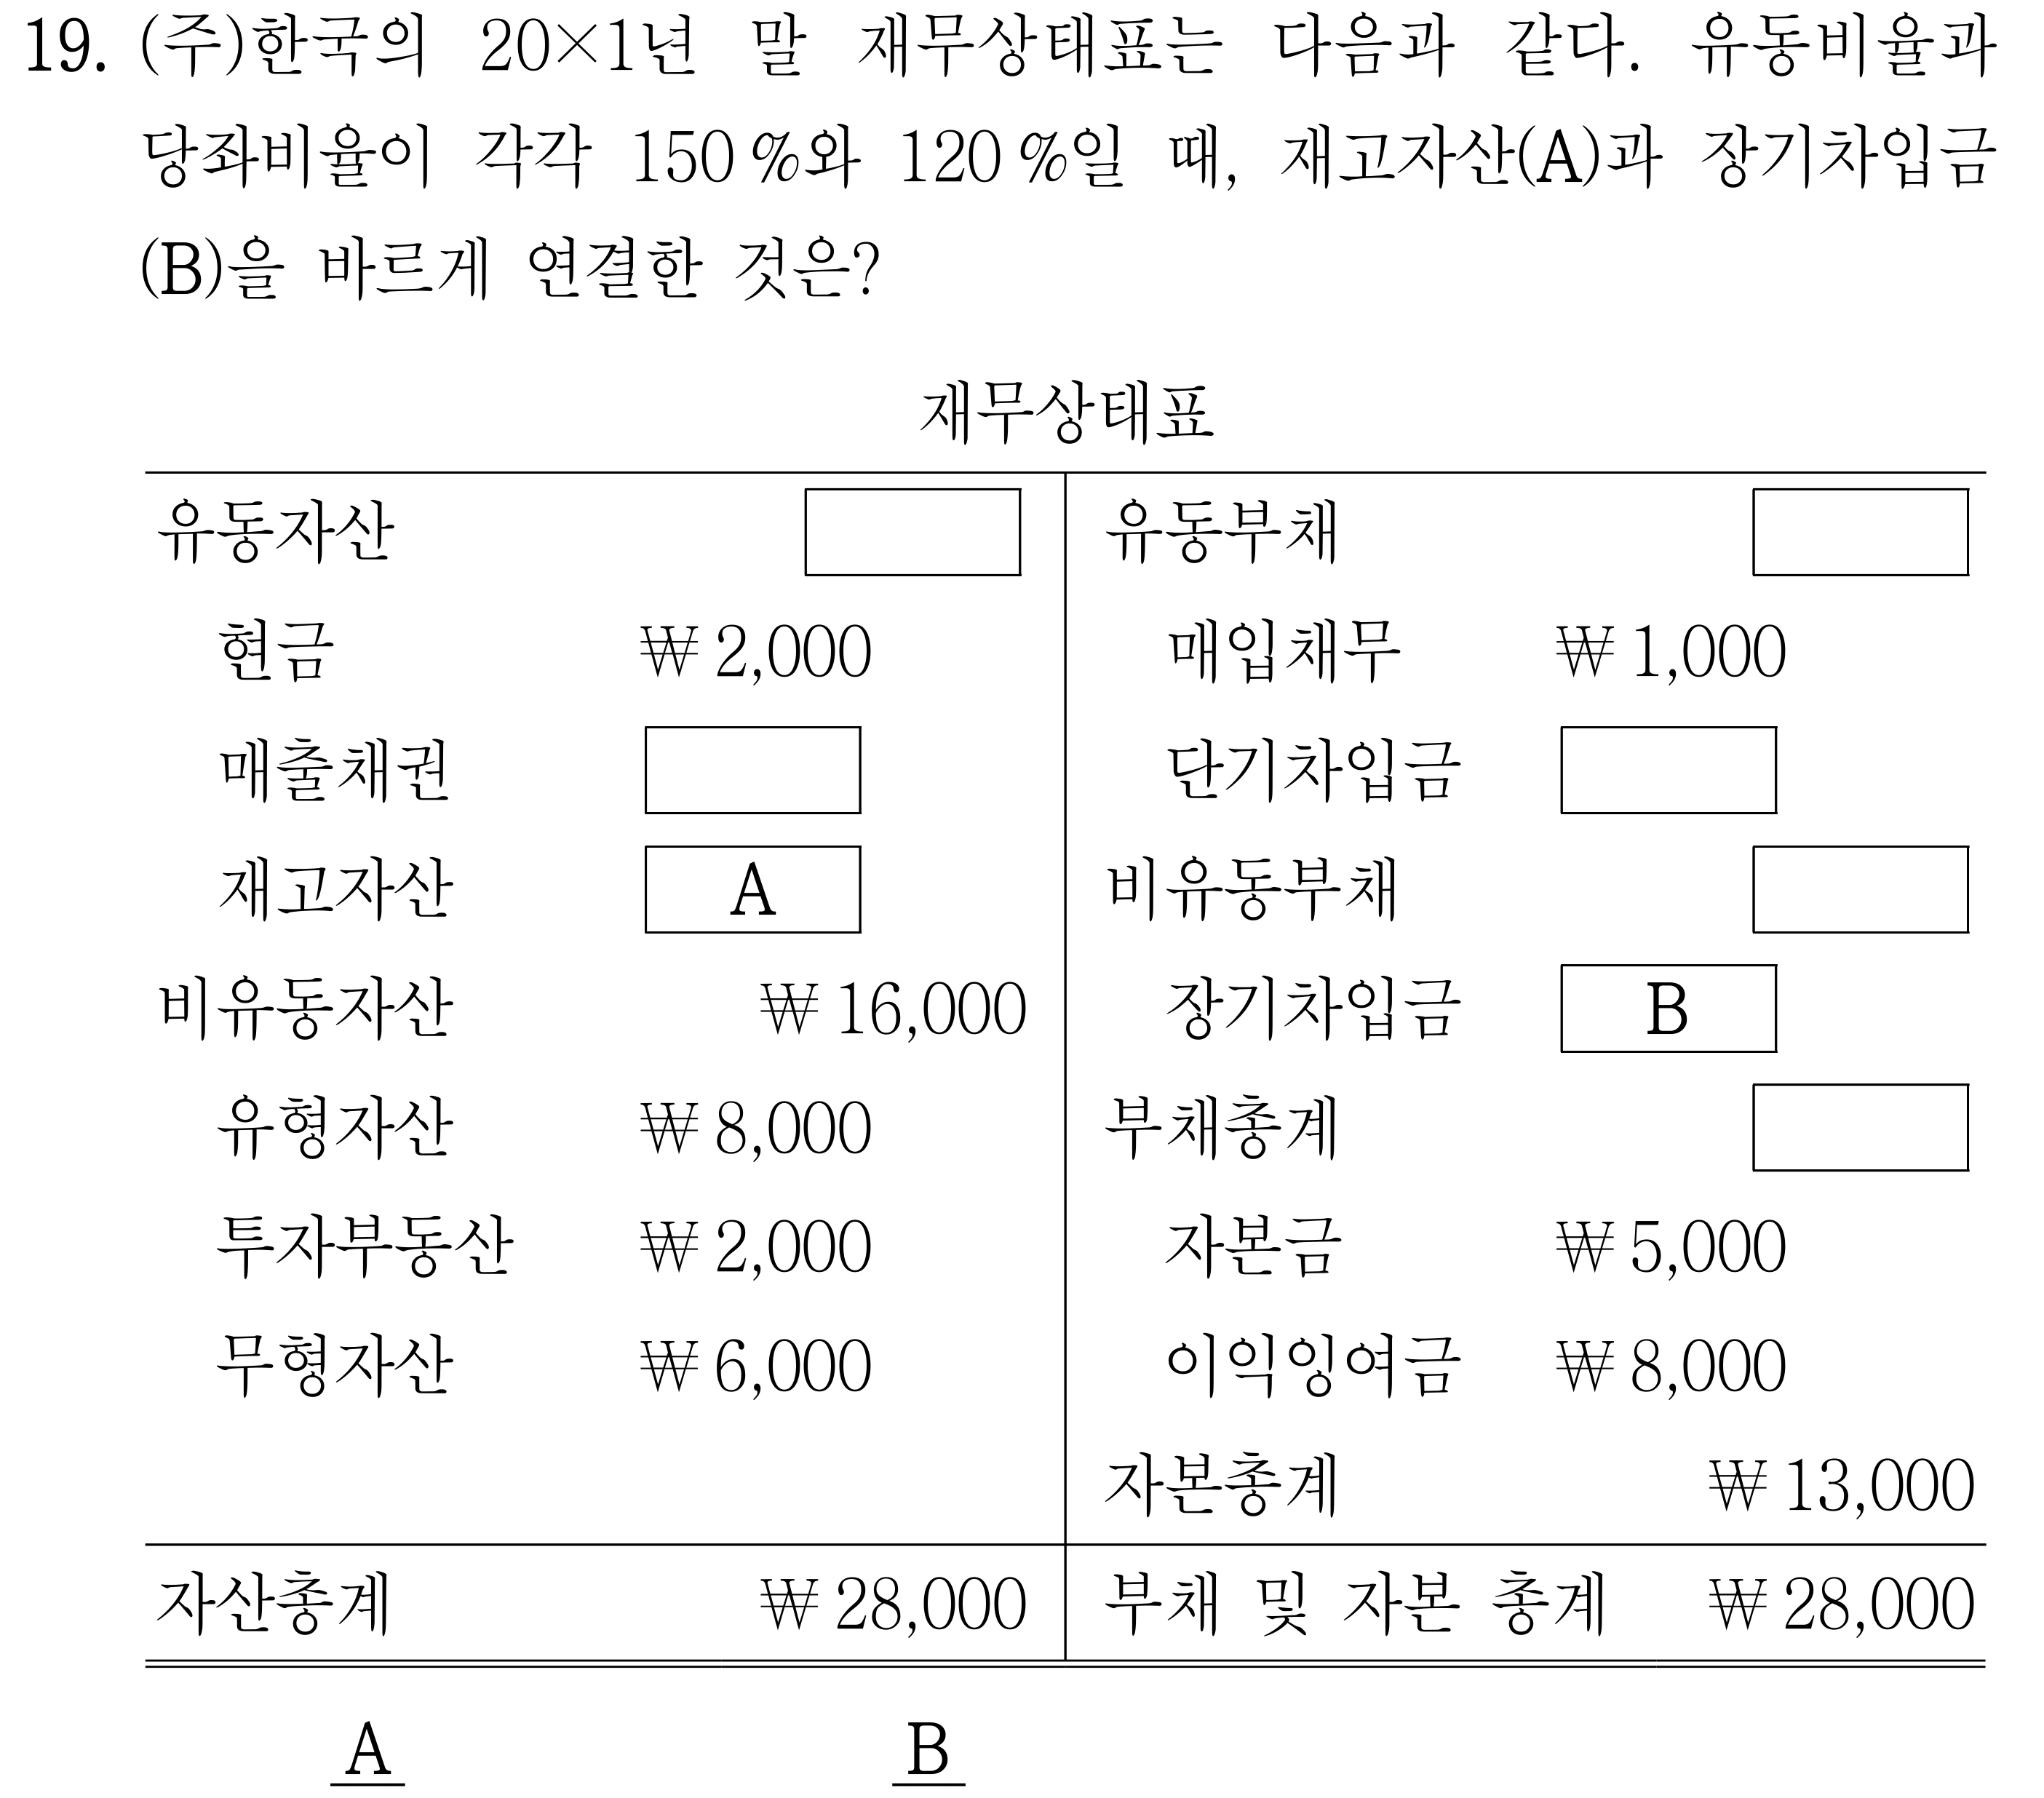 19. (주)한국의 20×1년 말 재무상태표는 다음과 같다. 유동비율과
당좌비율이 각각 150 %와 120 %일 때, 재고자산(A)과 장기차입금
(B)을 바르게 연결한 것은?
재무상태표
유동자산 유동부채
현금 ₩ 2,000 매입채무 ₩ 1,000
매출채권 단기차입금
재고자산 A 비유동부채
비유동자산 ₩ 16,000 장기차입금 B
유형자산 ₩ 8,000 부채총계
투자부동산 ₩ 2,000 자본금 ₩ 5,000
무형자산 ₩ 6,000 이익잉여금 ₩ 8,000
자본총계 ₩ 13,000
자산총계 ₩ 28,000 부채 및 자본 총계 ₩ 28,000
A B